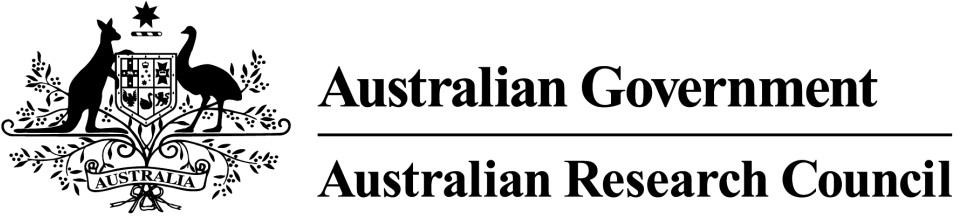 Australian Government
Australian Research Council
AUSTRALIA